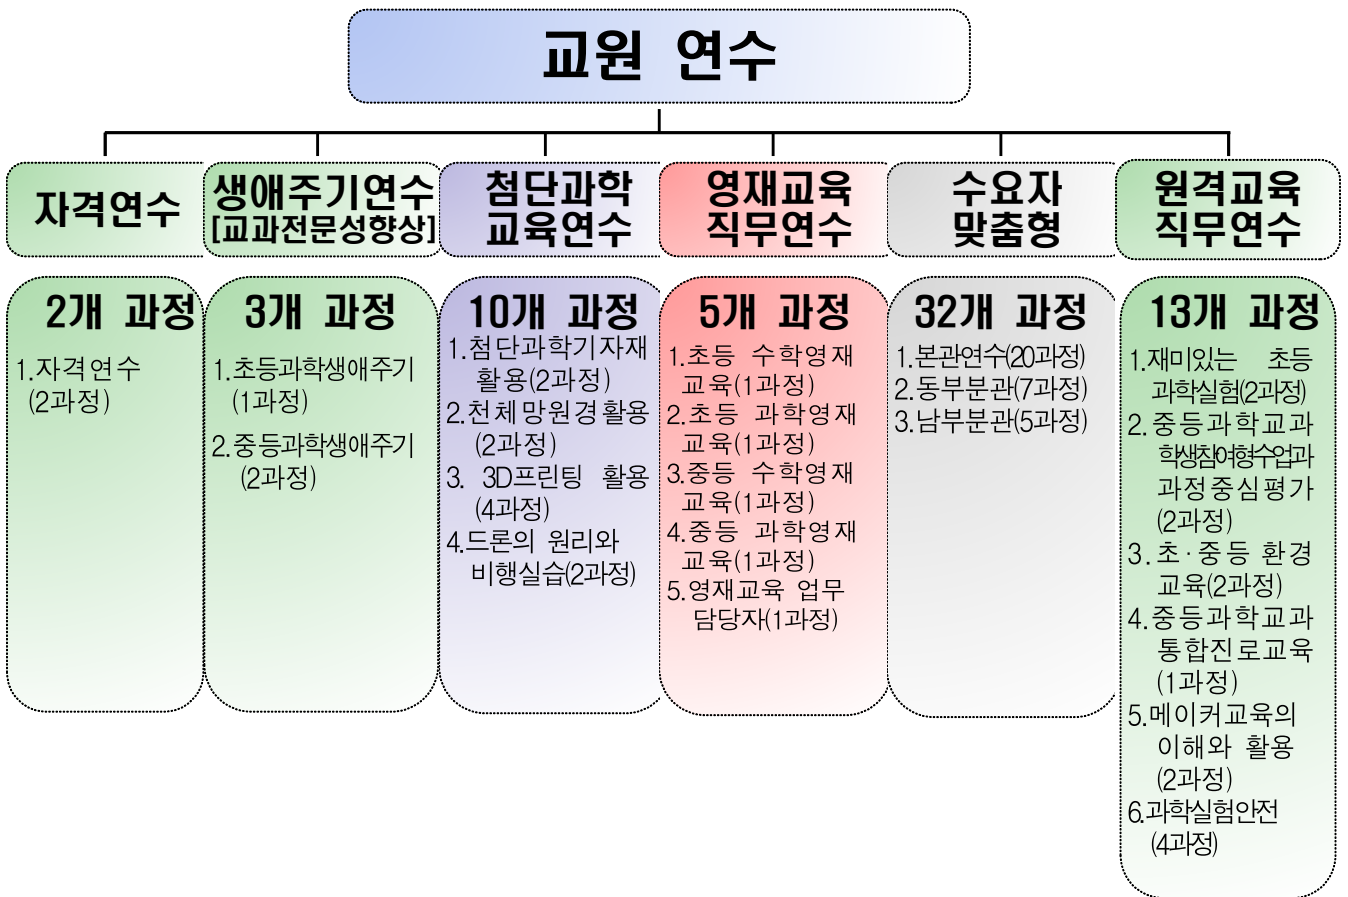 교원 연수
자격연수
생애주기연수
[교과전문성향상]
첨단과학
교육연수
영재교육
직무연수
수요자
맞춤형
원격교육
직무연수
2개 과정
1.자격연수
(2과정)
3개 과정
1.초등과학생애주기
(1과정)
2.중등과학생애주기
(2과정)
10개 과정
1.첨단과학기자재
활용(2과정)
2.천체망원경활용
(2과정)
3. 3D프린팅 활용
(4과정)
4.드론의 원리와
비행실습(2과정)
5개 과정
1.초등 수학영재
교육(1과정)
2.초등 과학영재
교육(1과정)
3.중등 수학영재
교육(1과정)
4.중등 과학영재
교육(1과정)
5.영재교육 업무
담당자(1과정)
32개 과정
1.본관연수(20과정)
2.동부분관(7과정)
3.남부분관(5과정)
13개 과정
1.재미있는 초등
과학실험(2과정)
2.중등과학교과
학생참여형수업과
과정중심평가
(2과정)
3.초·중등 환경
교육(2과정)
4.중등과학교과
통합진로교육
(1과정)
5.메이커교육의
이해와 활용
(2과정)
6.과학실험안전
(4과정)